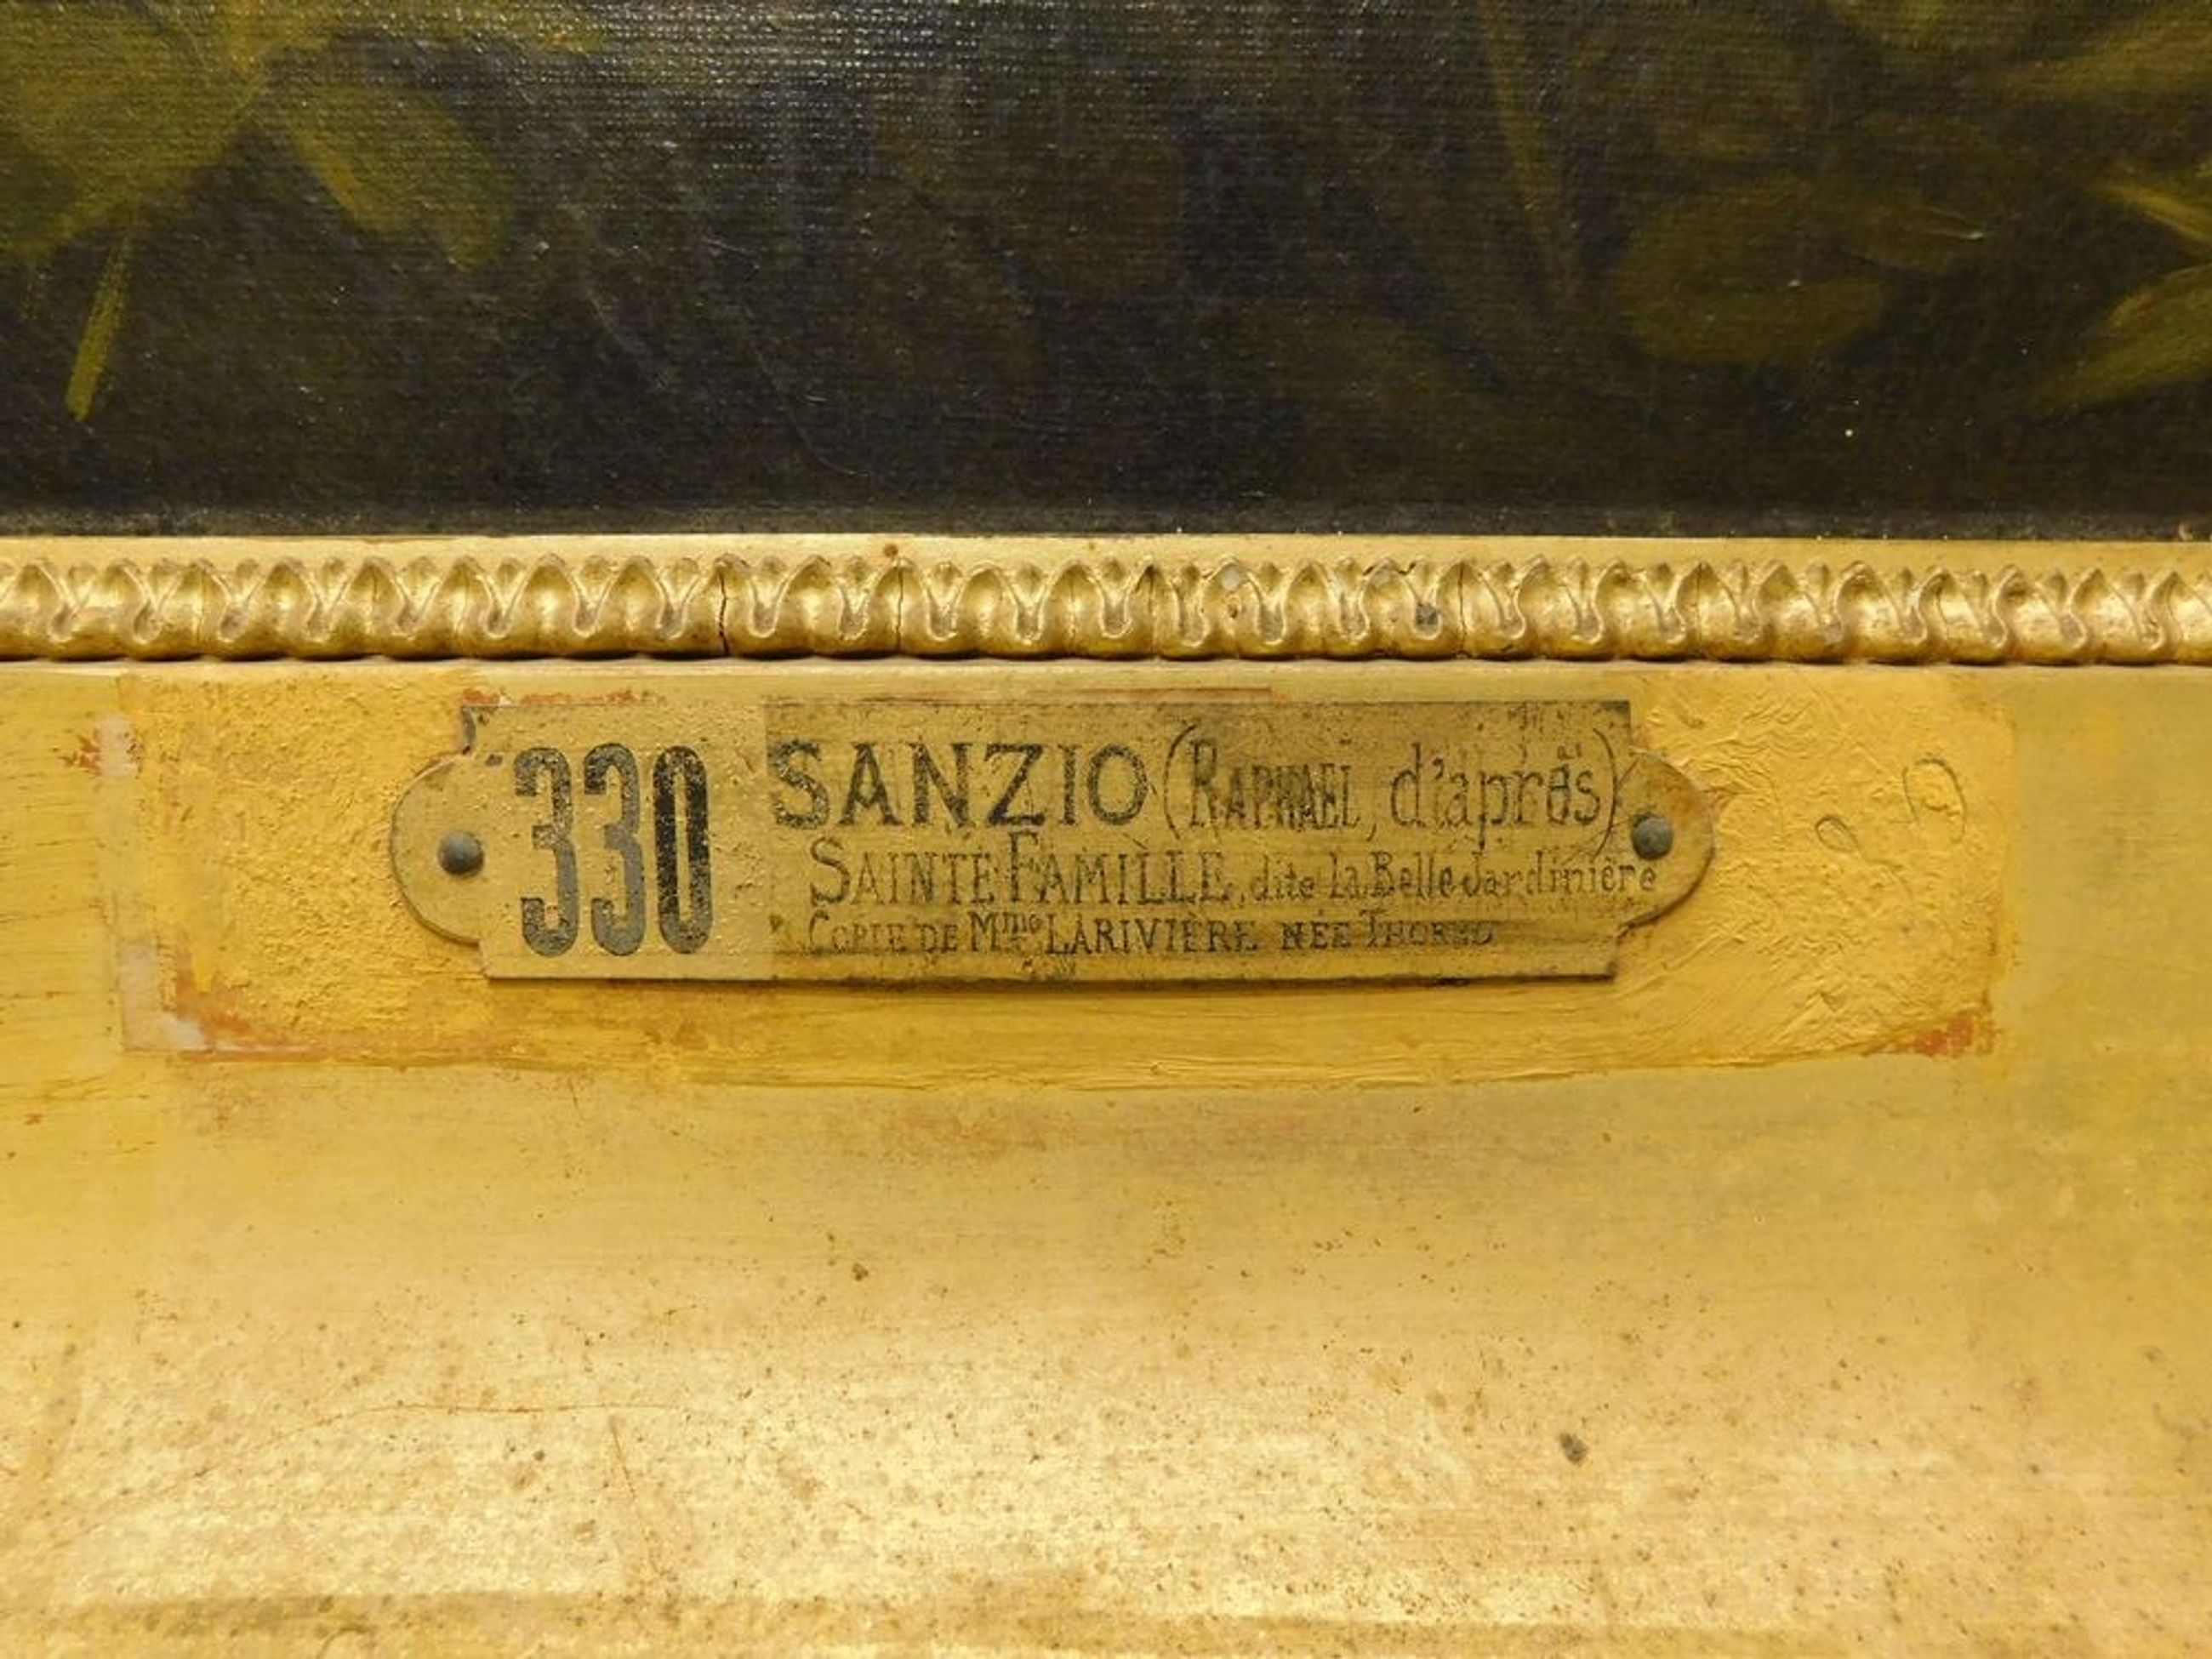 330 SANZIO (RAPHAEL, d'après)
SAINTE FAMILLE, dite la Belle Jardinière
COPIE DE Mme LARIVIÈRE NÉE